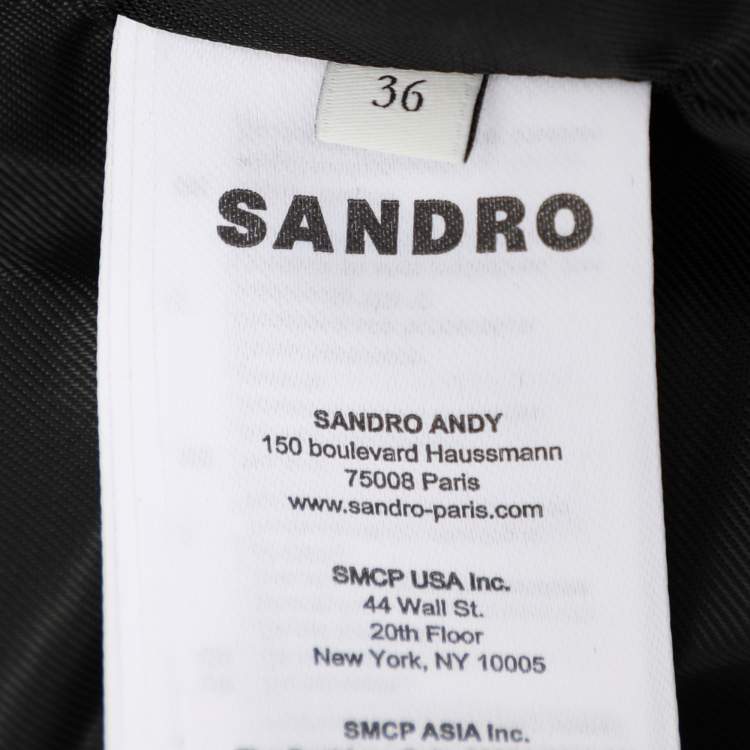 36
SANDRO
SANDRO ANDY
150 boulevard Haussmann
75008 Paris
www.sandro-paris.com
SMCP USA Inc.
44 Wall St.
20th Floor
New York, NY 10005
SMCP ASIA Inc.